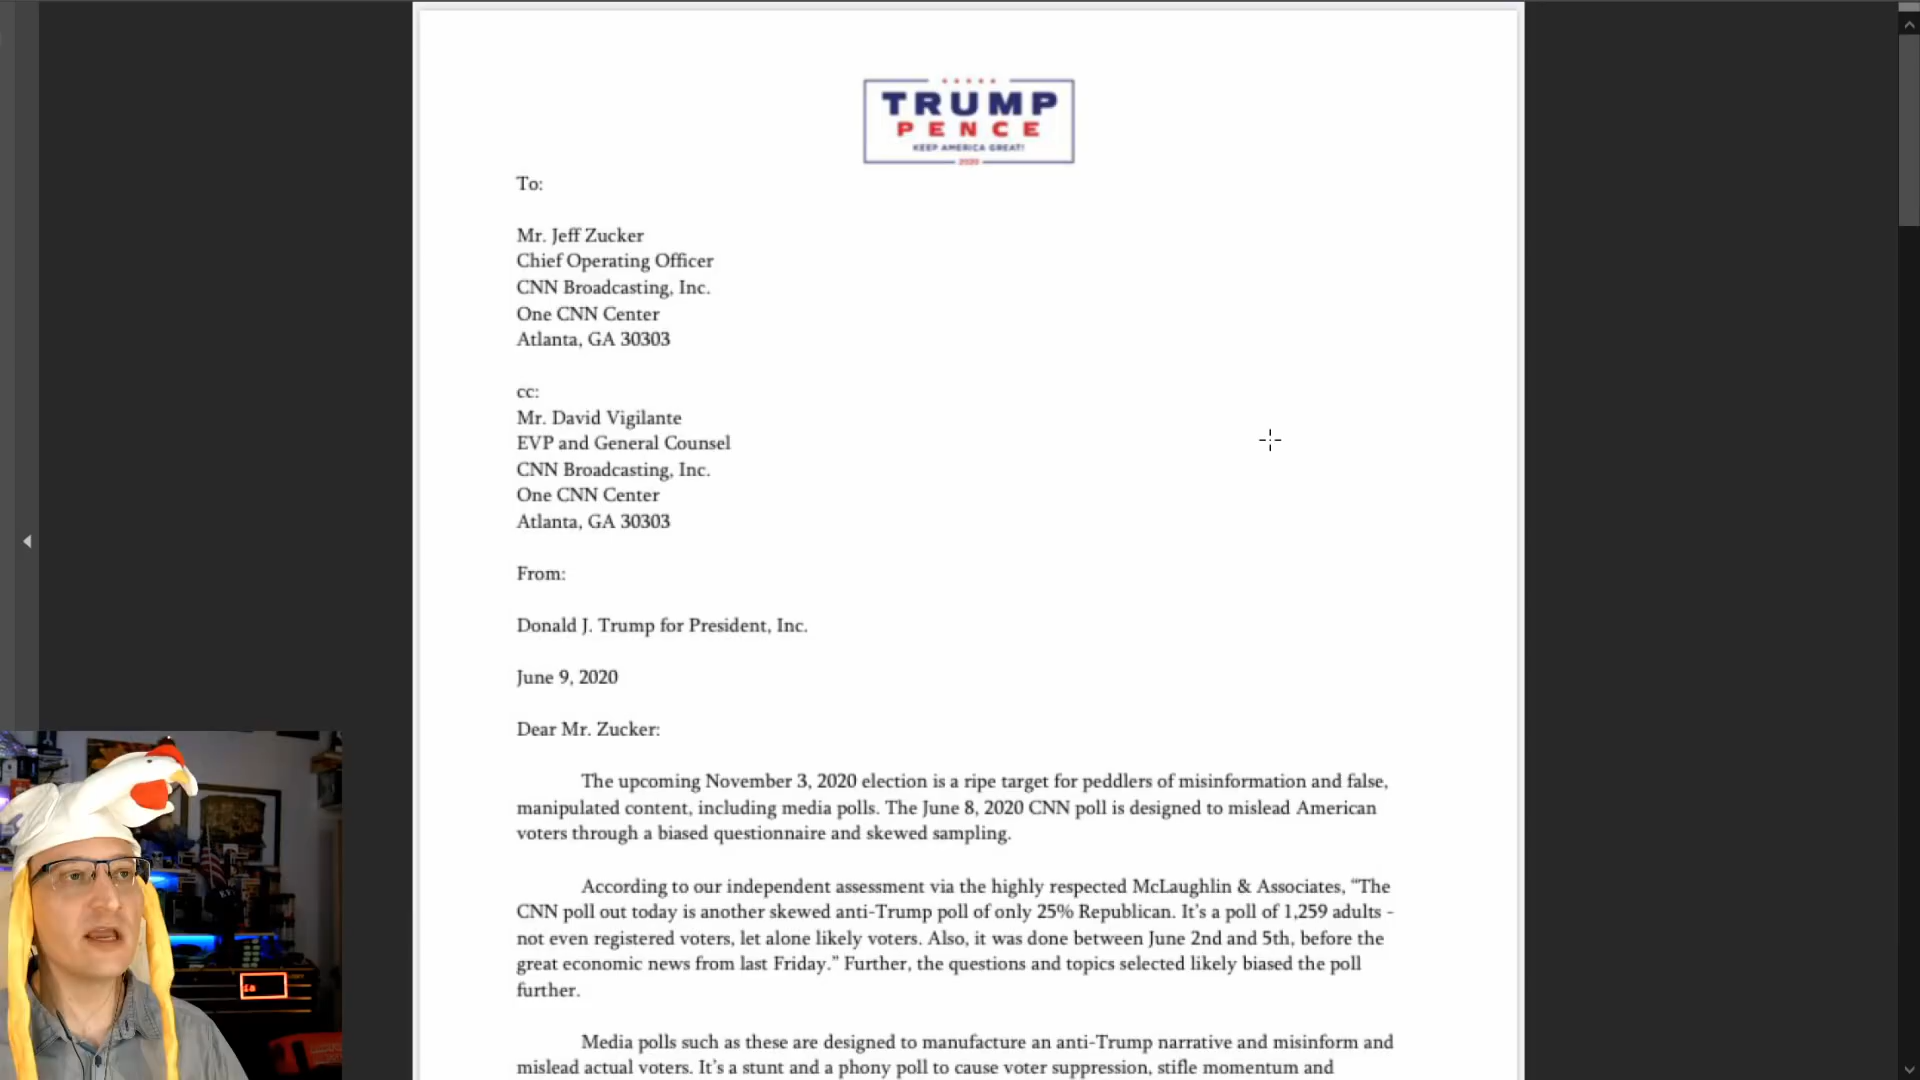 TRUMP
PENCE
KEEP AMERICA GREAT!
2020
To:
Mr. Jeff Zucker
Chief Operating Officer
CNN Broadcasting, Inc.
One CNN Center
Atlanta, GA 30303
cc:
Mr. David Vigilante
EVP and General Counsel
CNN Broadcasting, Inc.
One CNN Center
Atlanta, GA 30303
From:
Donald J. Trump for President, Inc.
June 9, 2020
Dear Mr. Zucker:
The upcoming November 3, 2020 election is a ripe target for peddlers of misinformation and false,
manipulated content, including media polls. The June 8, 2020 CNN poll is designed to mislead American
voters through a biased questionnaire and skewed sampling.
According to our independent assessment via the highly respected McLaughlin & Associates, “The
CNN poll out today is another skewed anti-Trump poll of only 25% Republican. It’s a poll of 1,259 adults -
not even registered voters, let alone likely voters. Also, it was done between June 2nd and 5th, before the
great economic news from last Friday.” Further, the questions and topics selected likely biased the poll
further.
Media polls such as these are designed to manufacture an anti-Trump narrative and misinform and
mislead actual voters. It’s a stunt and a phony poll to cause voter suppression, stifle momentum and